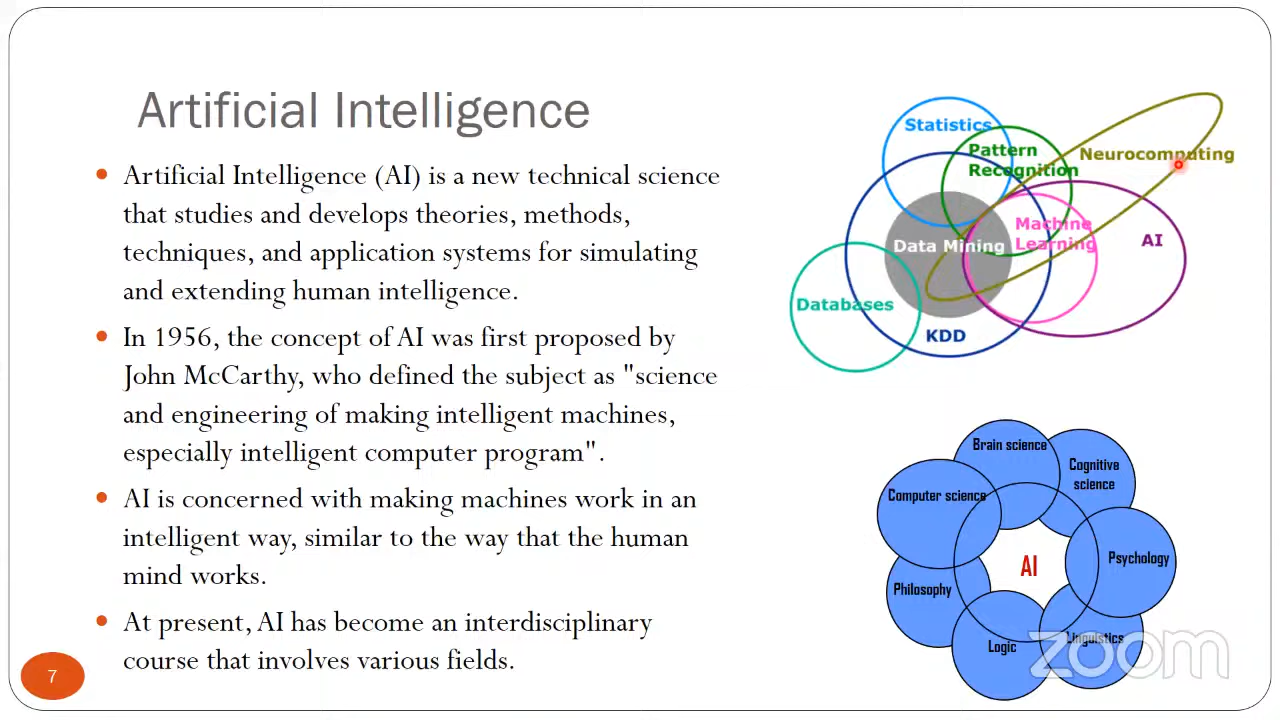 Artificial Intelligence
Artificial Intelligence (AI) is a new technical science
that studies and develops theories, methods,
techniques, and application systems for simulating
and extending human intelligence.
In 1956, the concept of AI was first proposed by
John McCarthy, who defined the subject as "science
and engineering of making intelligent machines,
especially intelligent computer program".
AI is concerned with making machines work in an
intelligent way, similar to the way that the human
mind works.
At present, AI has become an interdisciplinary
course that involves various fields.
7
Statistics
Pattern
Recognition
Neurocomputing
Machine
Learning
Data Mining
AI
Databases
KDD
Brain science
Cognitive
science
Computer science
Psychology
AI
Philosophy
Logic
Linguistics
zoom